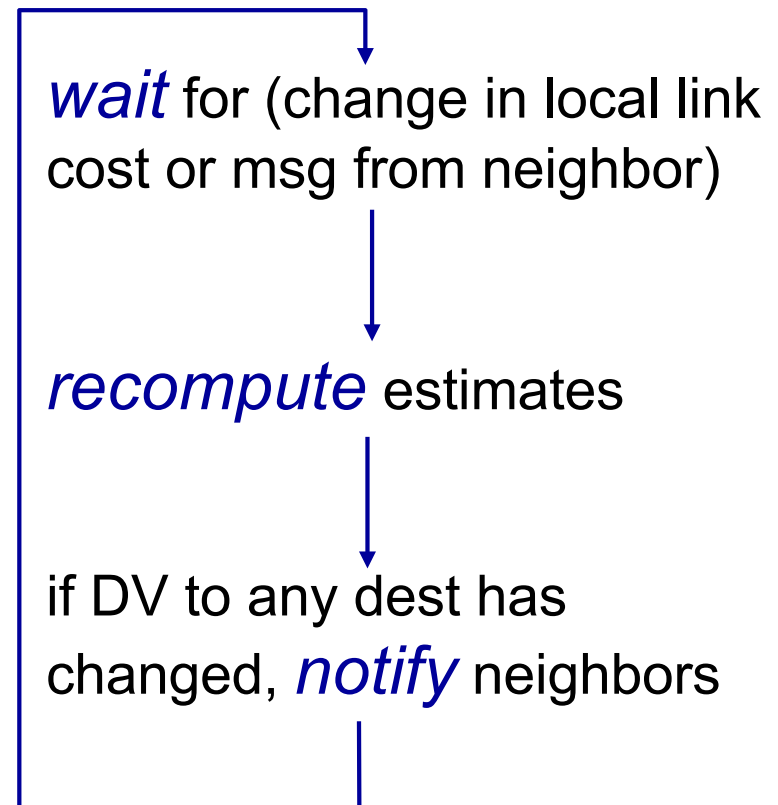 wait for (change in local link
cost or msg from neighbor)
recompute estimates
if DV to any dest has
changed, notify neighbors